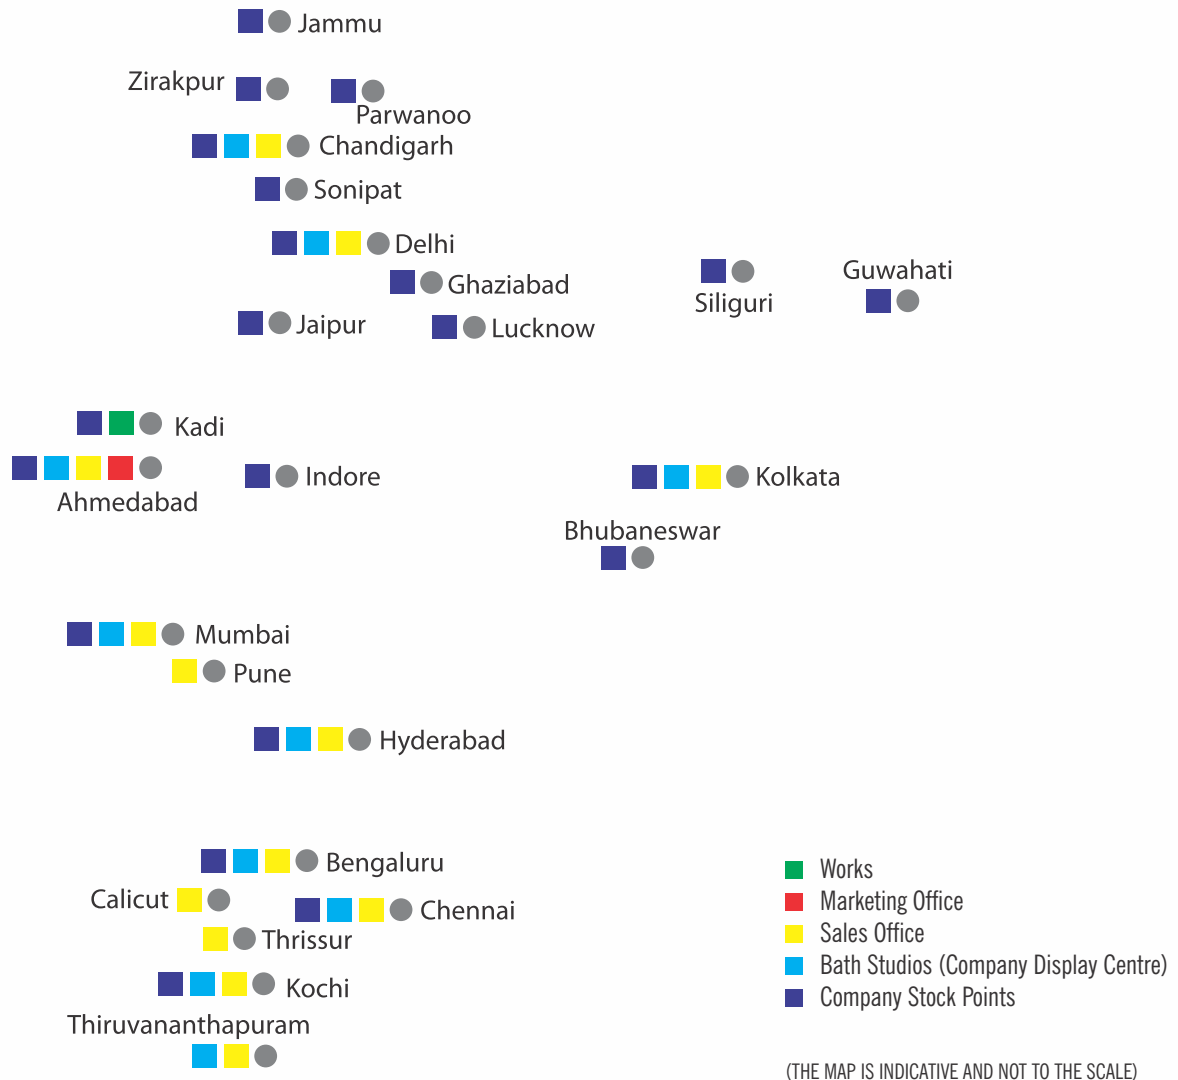 Jammu
Zirakpur
Parwanoo
Chandigarh
Sonipat
Delhi
Ghaziabad
Siliguri
Guwahati
Jaipur
Lucknow
Kadi
Ahmedabad
Indore
Kolkata
Bhubaneswar
Mumbai
Pune
Hyderabad
Bengaluru
Calicut
Chennai
Thrissur
Kochi
Thiruvananthapuram
Works
Marketing Office
Sales Office
Bath Studios (Company Display Centre)
Company Stock Points
(THE MAP IS INDICATIVE AND NOT TO THE SCALE)